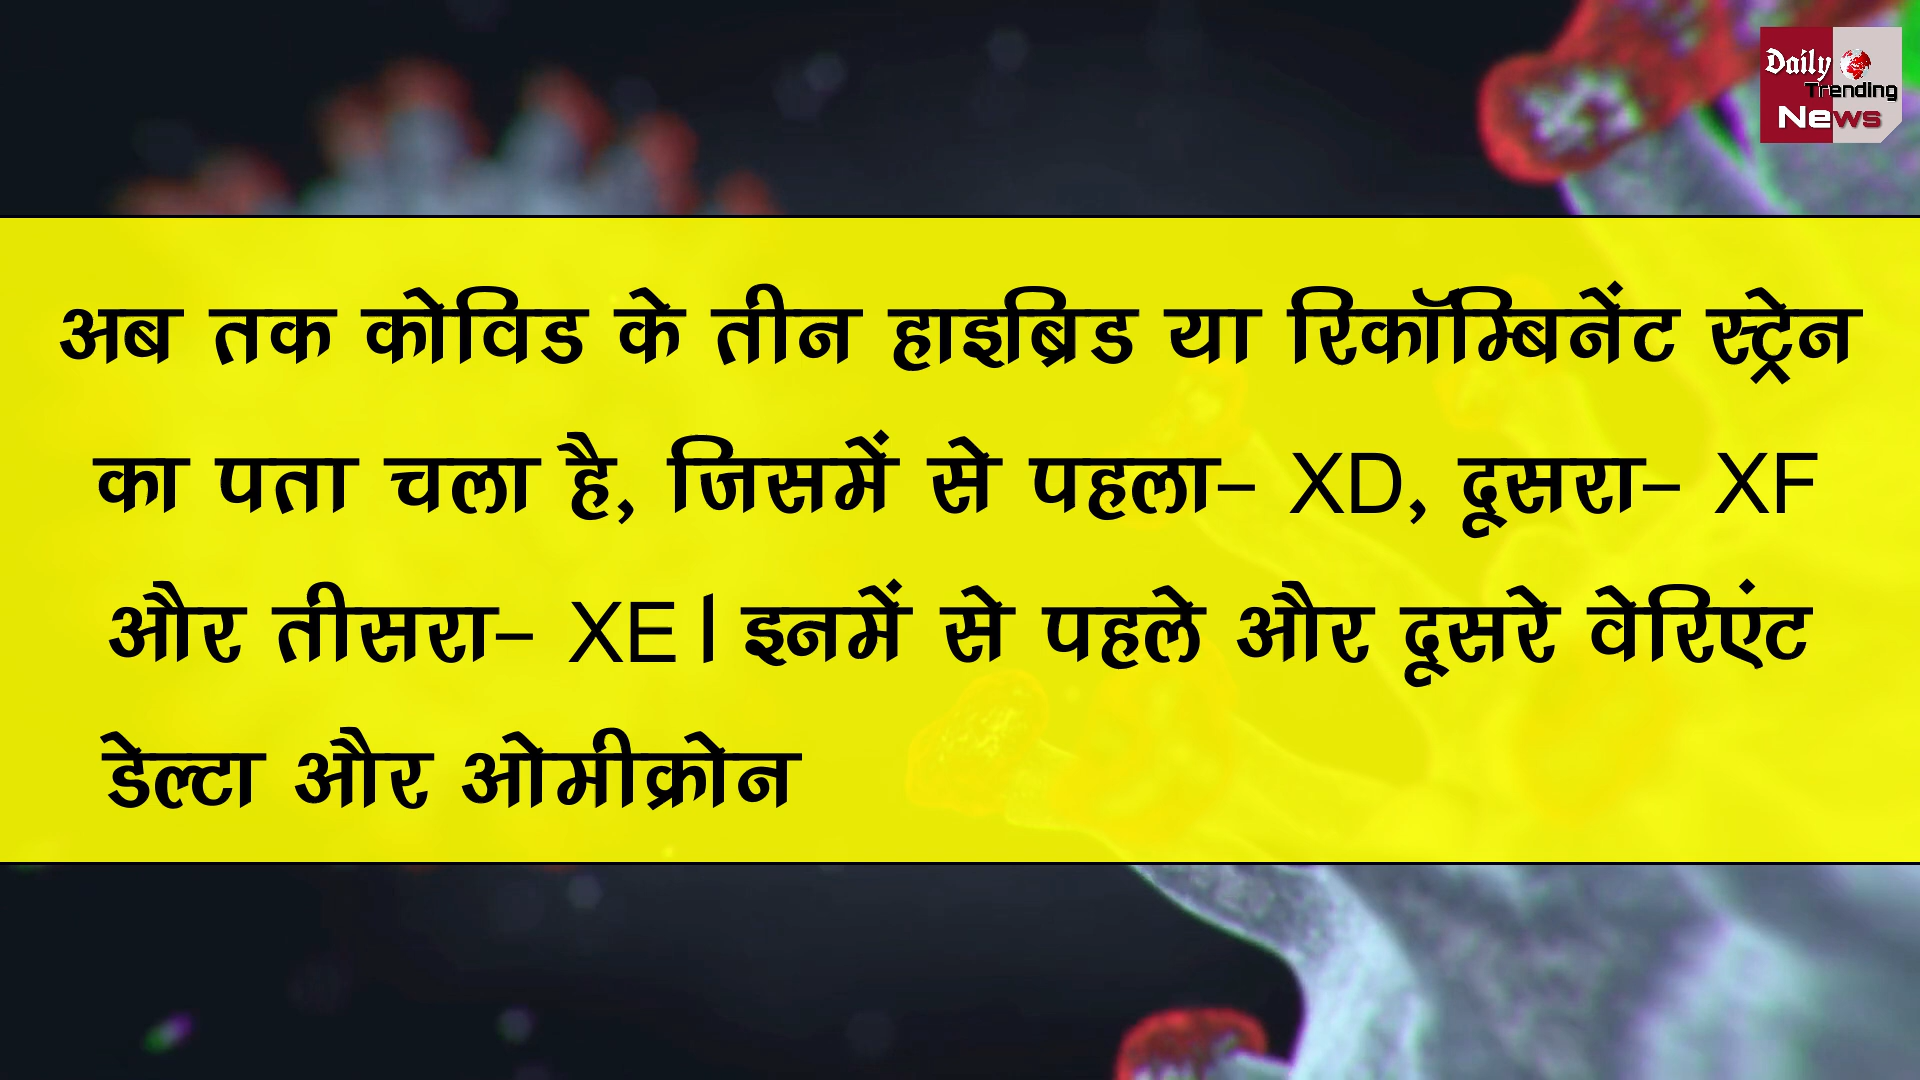 Daily
Trending
News
अब तक कोविड के तीन हाइब्रिड या रिकॉम्बिनेंट स्ट्रेन
का पता चला है, जिसमें से पहला– XD, दूसरा– XF
और तीसरा– XE। इनमें से पहले और दूसरे वेरिएंट
डेल्टा और ओमीक्रोन